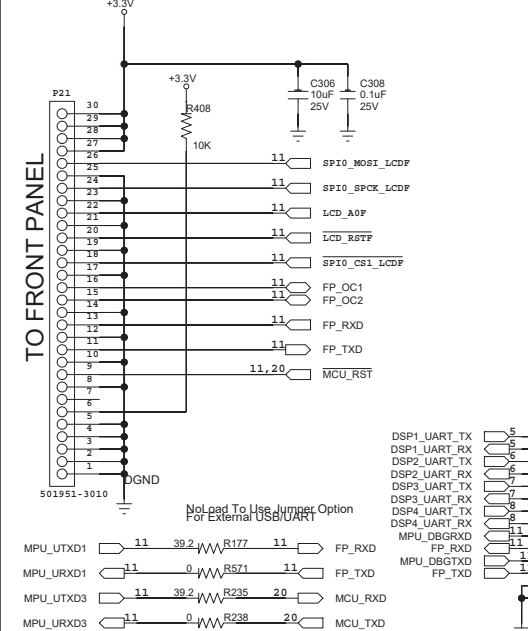 +3.3V
+3.3V
C306
10uF
25V
C308
0.1uF
25V
P21
R408
10K
TO FRONT PANEL
30
29
28
27
26
25
24
23
22
21
20
19
18
17
16
15
14
13
12
11
10
9
8
7
6
5
4
3
2
1
11 SPI0_MOSI_LCDF
11 SPI0_SPCK_LCDF
11 LCD_A0F
11 LCD_RSTF
11 SPI0_CS1_LCDF
11 FP_OC1
11 FP_OC2
11 FP_RXD
11 FP_TXD
11,20 MCU_RST
501951-3010
DGND
NoLoad To Use Jumper Option
For External USB/UART
MPU_UTXD1 11 39.2 R177 11 FP_RXD
MPU_URXD1 11 0 R571 11 FP_TXD
MPU_UTXD3 11 39.2 R235 20 MCU_RXD
MPU_URXD3 11 0 R238 20 MCU_TXD
DSP1_UART_TX 5
DSP1_UART_RX 5
DSP2_UART_TX 6
DSP2_UART_RX 6
DSP3_UART_TX 7
DSP3_UART_RX 7
DSP4_UART_TX 8
DSP4_UART_RX 8
MPU_DBGRXD 11
FP_RXD 11
MPU_DBGTXD
FP_TXD